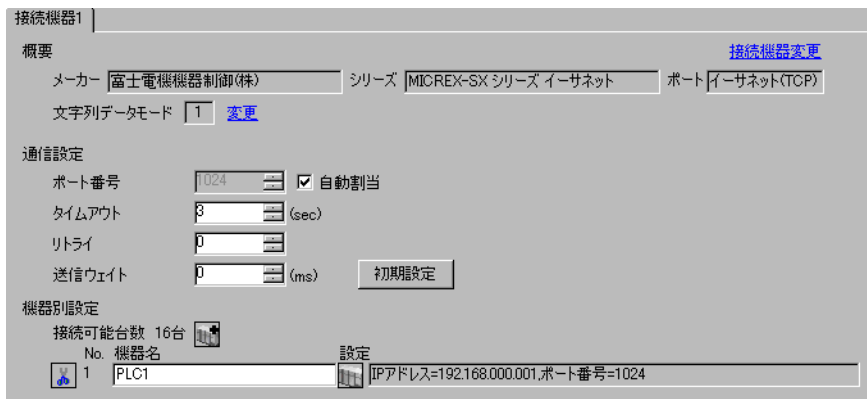 接続機器1
概要 接続機器変更
メーカー 富士電機機器制御(株) シリーズ MICREX-SX シリーズ イーサネット ポート イーサネット(TCP)
文字列データモード 1 変更
通信設定
ポート番号 1024 自動割当
タイムアウト 3 (sec)
リトライ 0
送信ウェイト 0 (ms) 初期設定
機器別設定
接続可能台数 16台
No. 機器名 設定
1 PLC1 IPアドレス=192.168.000.001,ポート番号=1024